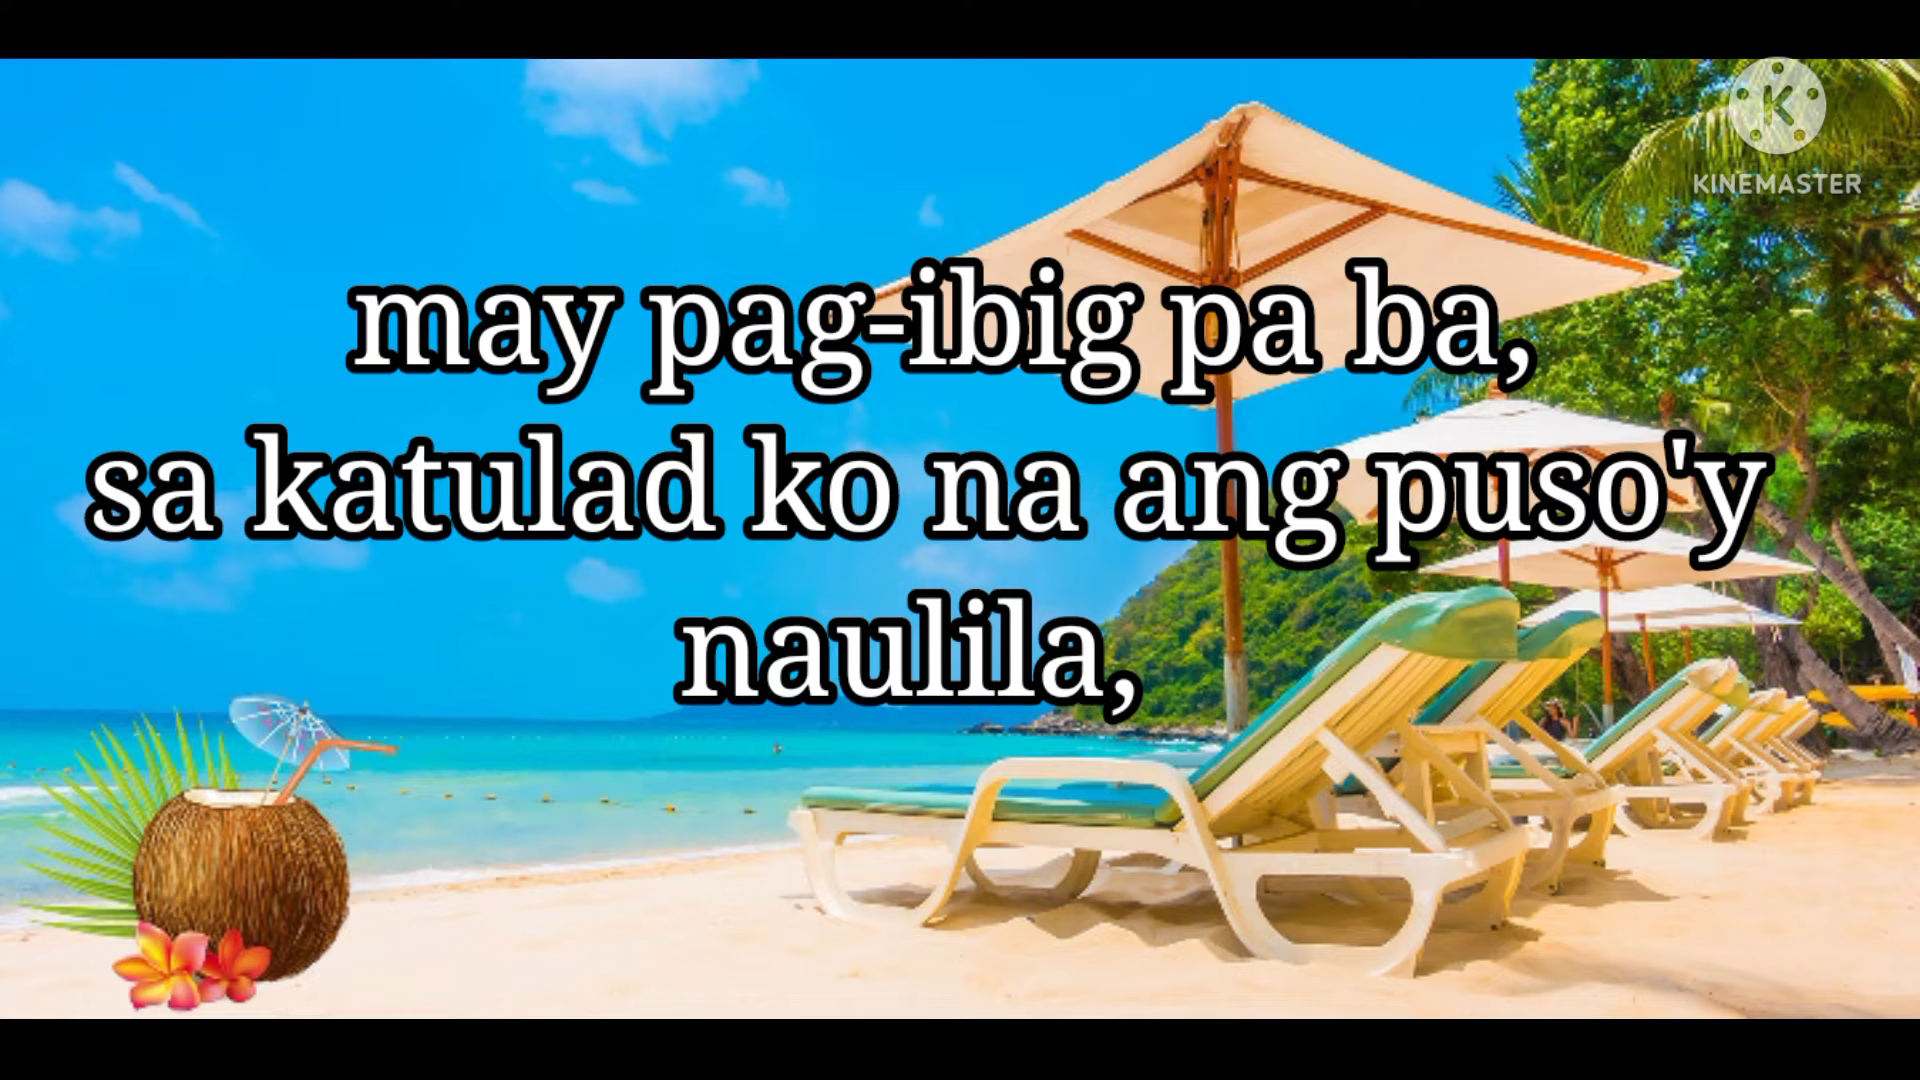 K
KINEMASTER
may pag-ibig pa ba,
sa katulad ko na ang puso'y
naulila,